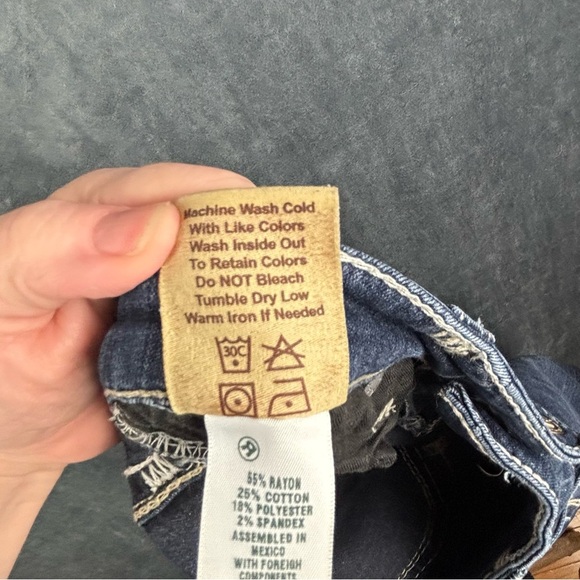 Machine Wash Cold
With Like Colors
Wash Inside Out
To Retain Colors
Do NOT Bleach
Tumble Dry Low
Warm Iron If Needed
30C
55% RAYON
25% COTTON
18% POLYESTER
2% SPANDEX
ASSEMBLED IN
MEXICO
WITH FOREIGN
COMPONENTS